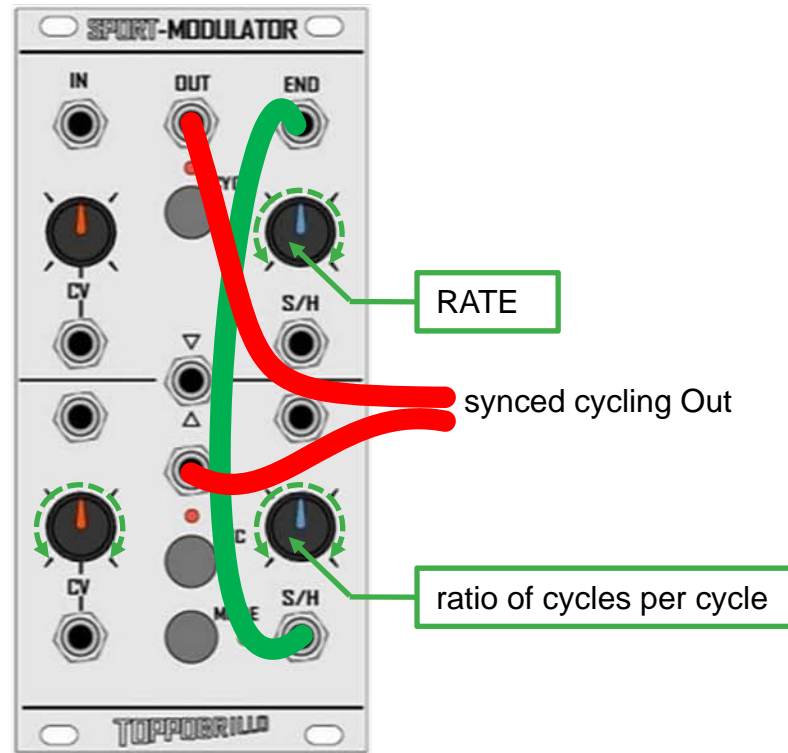 SPORT-MODULATOR
IN OUT END
CV S/H
RATE
synced cycling Out
CV S/H
ratio of cycles per cycle
TOPPOBRILLO